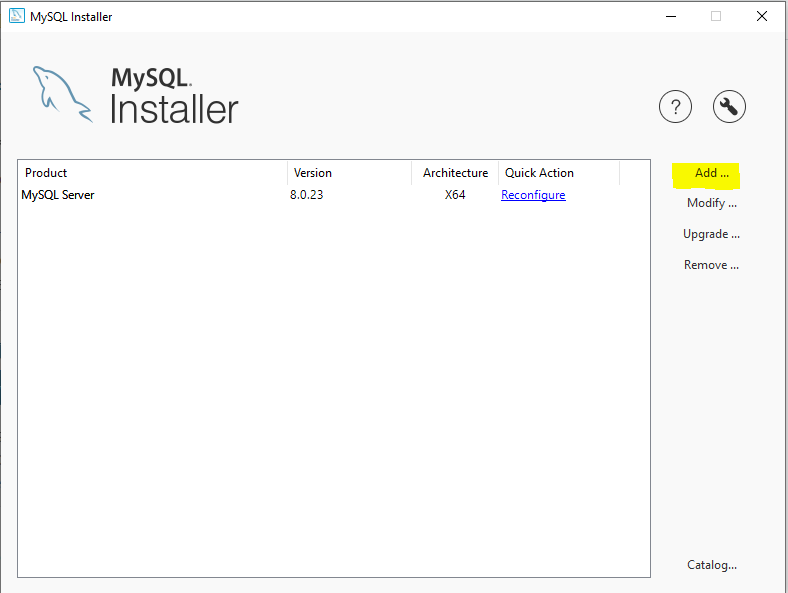 MySQL Installer
MySQL.
Installer
?
Product Version Architecture Quick Action
MySQL Server 8.0.23 X64 Reconfigure
Add ...
Modify ...
Upgrade ...
Remove ...
Catalog...